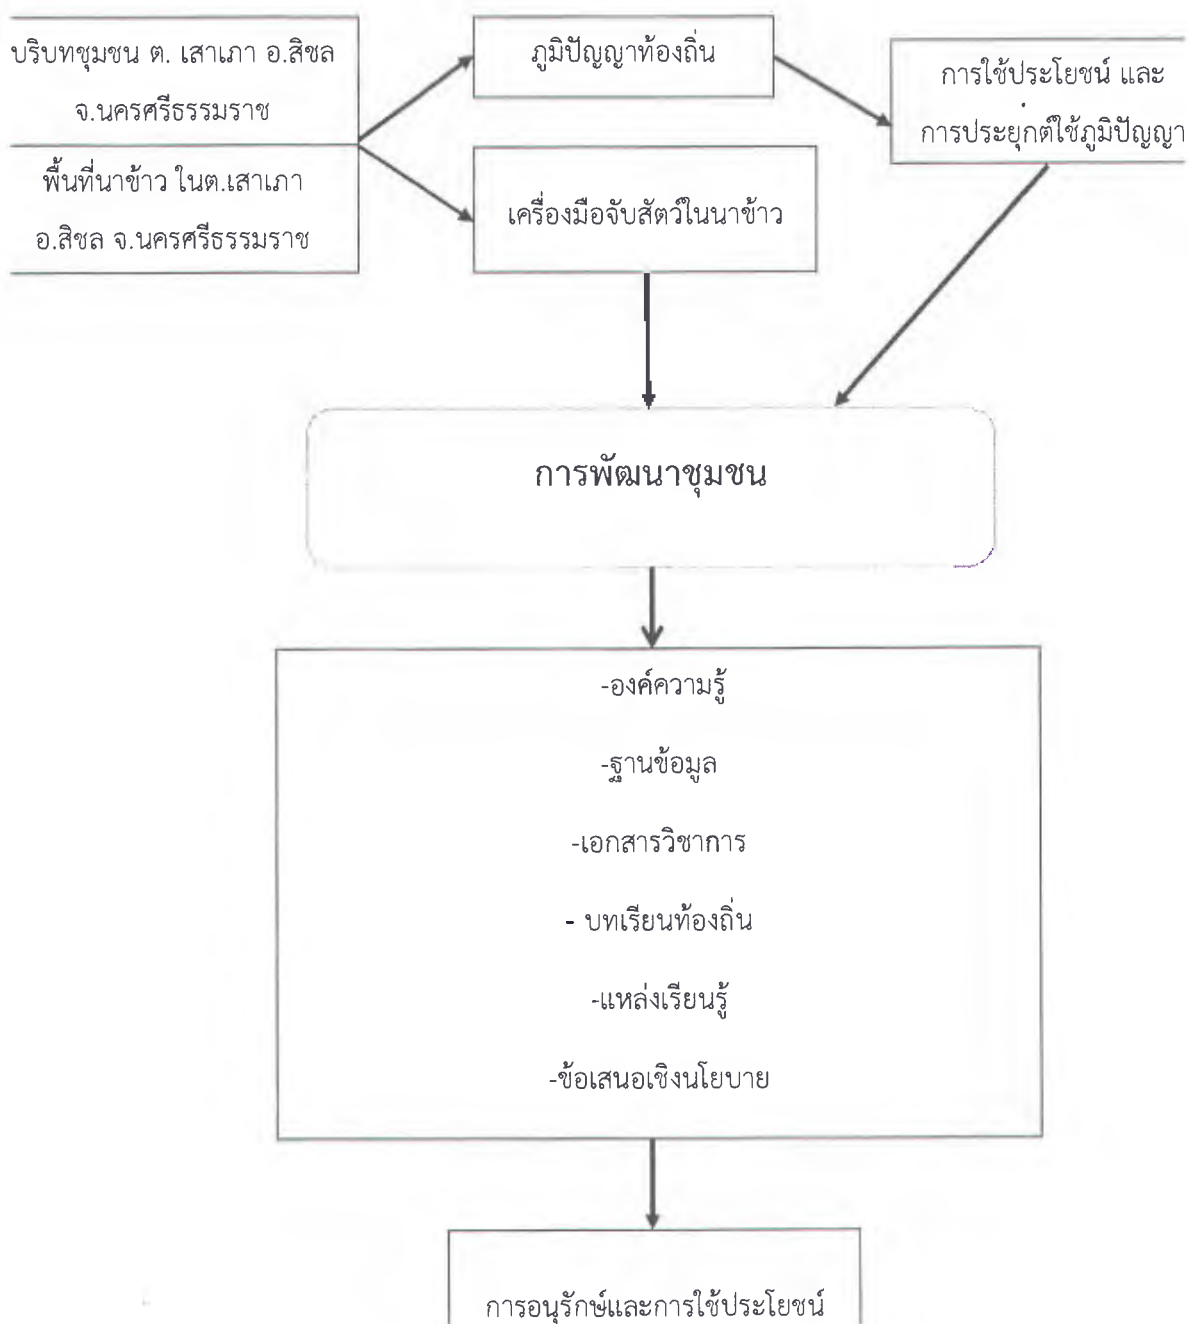 บริบทชุมชน ต. เสาเภา อ.สิชล
จ.นครศรีธรรมราช
พื้นที่นาข้าว ในต.เสาเภา
อ.สิชล จ.นครศรีธรรมราช
ภูมิปัญญาท้องถิ่น
เครื่องมือจับสัตว์ในนาข้าว
การใช้ประโยชน์ และ
การประยุกต์ใช้ภูมิปัญญา
การพัฒนาชุมชน
-องค์ความรู้
-ฐานข้อมูล
-เอกสารวิชาการ
- บทเรียนท้องถิ่น
-แหล่งเรียนรู้
-ข้อเสนอเชิงนโยบาย
การอนุรักษ์และการใช้ประโยชน์